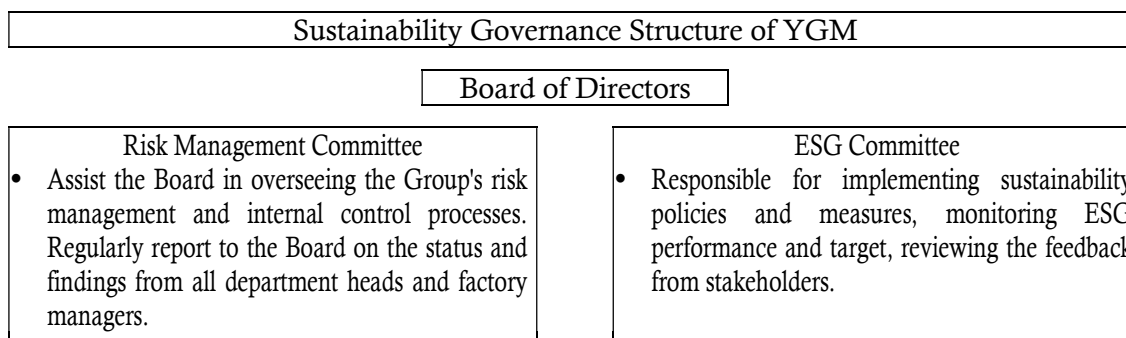 Sustainability Governance Structure of YGM
Board of Directors
Risk Management Committee
• Assist the Board in overseeing the Group's risk
management and internal control processes.
Regularly report to the Board on the status and
findings from all department heads and factory
managers.
ESG Committee
• Responsible for implementing sustainability
policies and measures, monitoring ESG
performance and target, reviewing the feedback
from stakeholders.